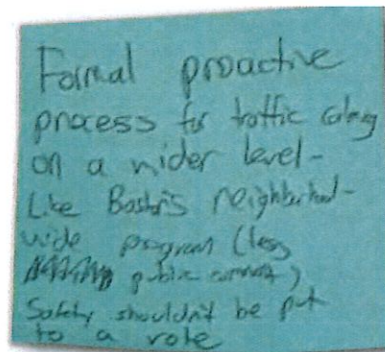 Formal proactive
process for traffic calming
on a wider level-
Like Boston's neighborhood-
wide program (less
public comment)
Safety shouldn't be put
to a vote